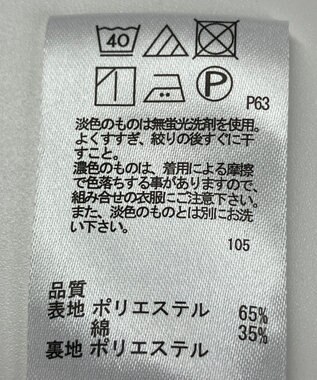 40
P
P63
淡色のものは無蛍光洗剤を使用。
よくすすぎ、絞りの後すぐに干
すこと。
濃色のものは、着用による摩擦
で色落ちする事がありますので、
組み合せの衣服にご注意下さい。
また、淡色のものとは別にお洗
い下さい。
105
品質
表地 ポリエステル 65%
綿 35%
裏地 ポリエステル